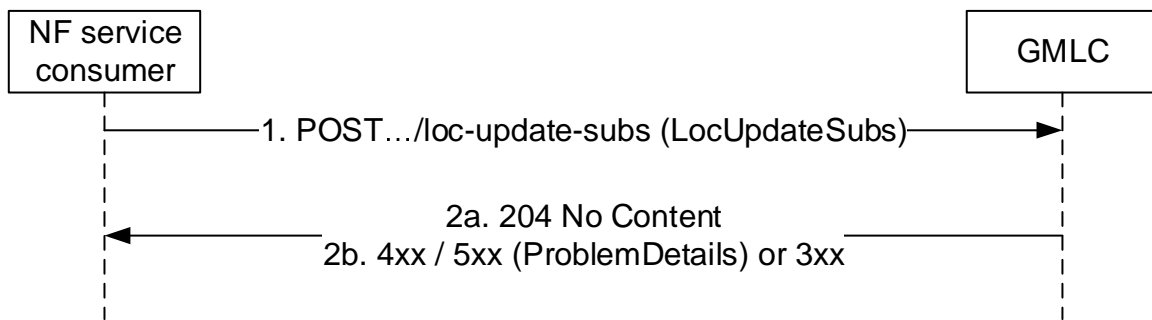 NF service
consumer
GMLC
1. POST…/loc-update-subs (LocUpdateSubs)
2a. 204 No Content
2b. 4xx / 5xx (ProblemDetails) or 3xx